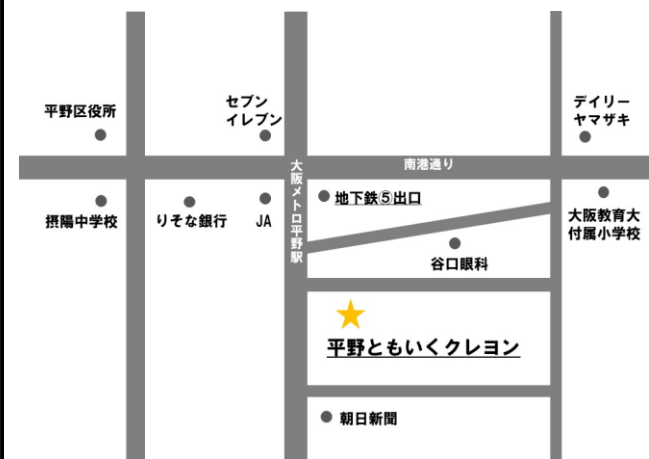 平野区役所
セブン
イレブン
デイリー
ヤマザキ
南港通り
大阪メトロ平野駅
摂陽中学校
りそな銀行
JA
地下鉄⑤出口
大阪教育大
付属小学校
谷口眼科
平野ともいくクレヨン
朝日新聞